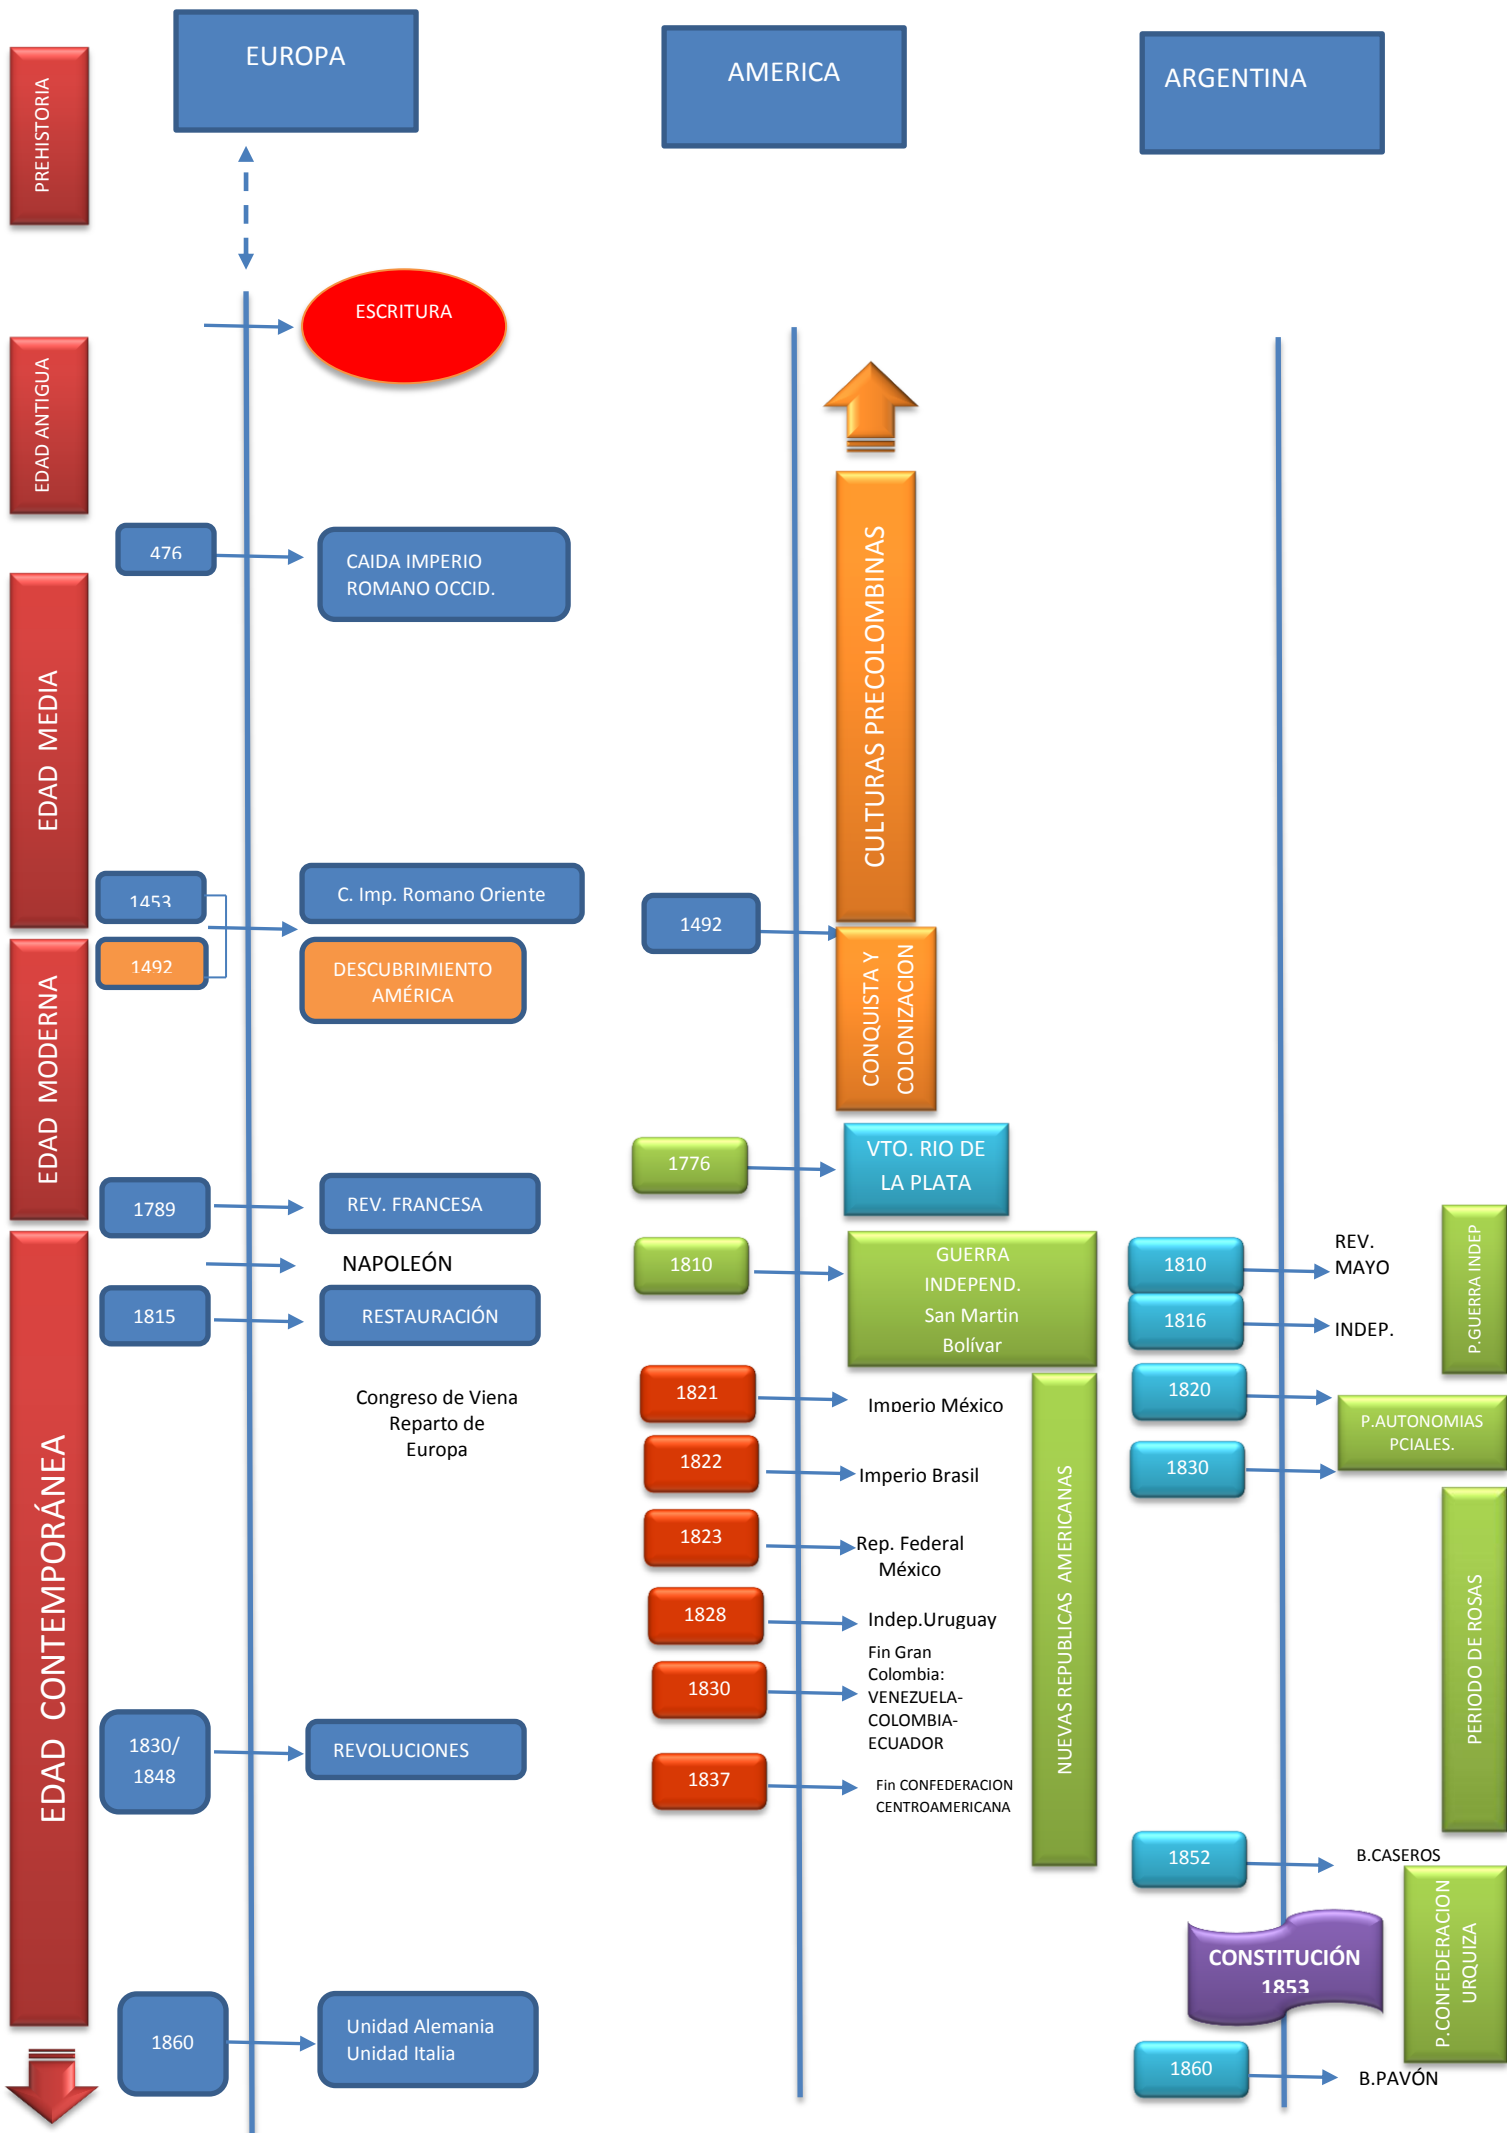 EUROPA
AMERICA
ARGENTINA
PREHISTORIA
ESCRITURA
EDAD ANTIGUA
476
CAIDA IMPERIO
ROMANO OCCID.
EDAD MEDIA
CULTURAS PRECOLOMBINAS
1453
C. Imp. Romano Oriente
1492
DESCUBRIMIENTO
AMÉRICA
1492
CONQUISTA Y
COLONIZACION
EDAD MODERNA
1776
VTO. RIO DE
LA PLATA
1789
REV. FRANCESA
NAPOLEÓN
1815
RESTAURACIÓN
Congreso de Viena
Reparto de
Europa
EDAD CONTEMPORÁNEA
1830/
1848
REVOLUCIONES
1860
Unidad Alemania
Unidad Italia
1810
GUERRA
INDEPEND.
San Martin
Bolívar
1821
Imperio México
1822
Imperio Brasil
1823
Rep. Federal
México
1828
Indep.Uruguay
1830
Fin Gran
Colombia:
VENEZUELA-
COLOMBIA-
ECUADOR
1837
Fin CONFEDERACION
CENTROAMERICANA
NUEVAS REPUBLICAS AMERICANAS
1810
REV.
MAYO
1816
INDEP.
P.GUERRA INDEP
1820
P.AUTONOMIAS
PCIALES.
1830
PERIODO DE ROSAS
1852
B.CASEROS
CONSTITUCIÓN
1853
P.CONFEDERACION
URQUIZA
1860
B.PAVÓN